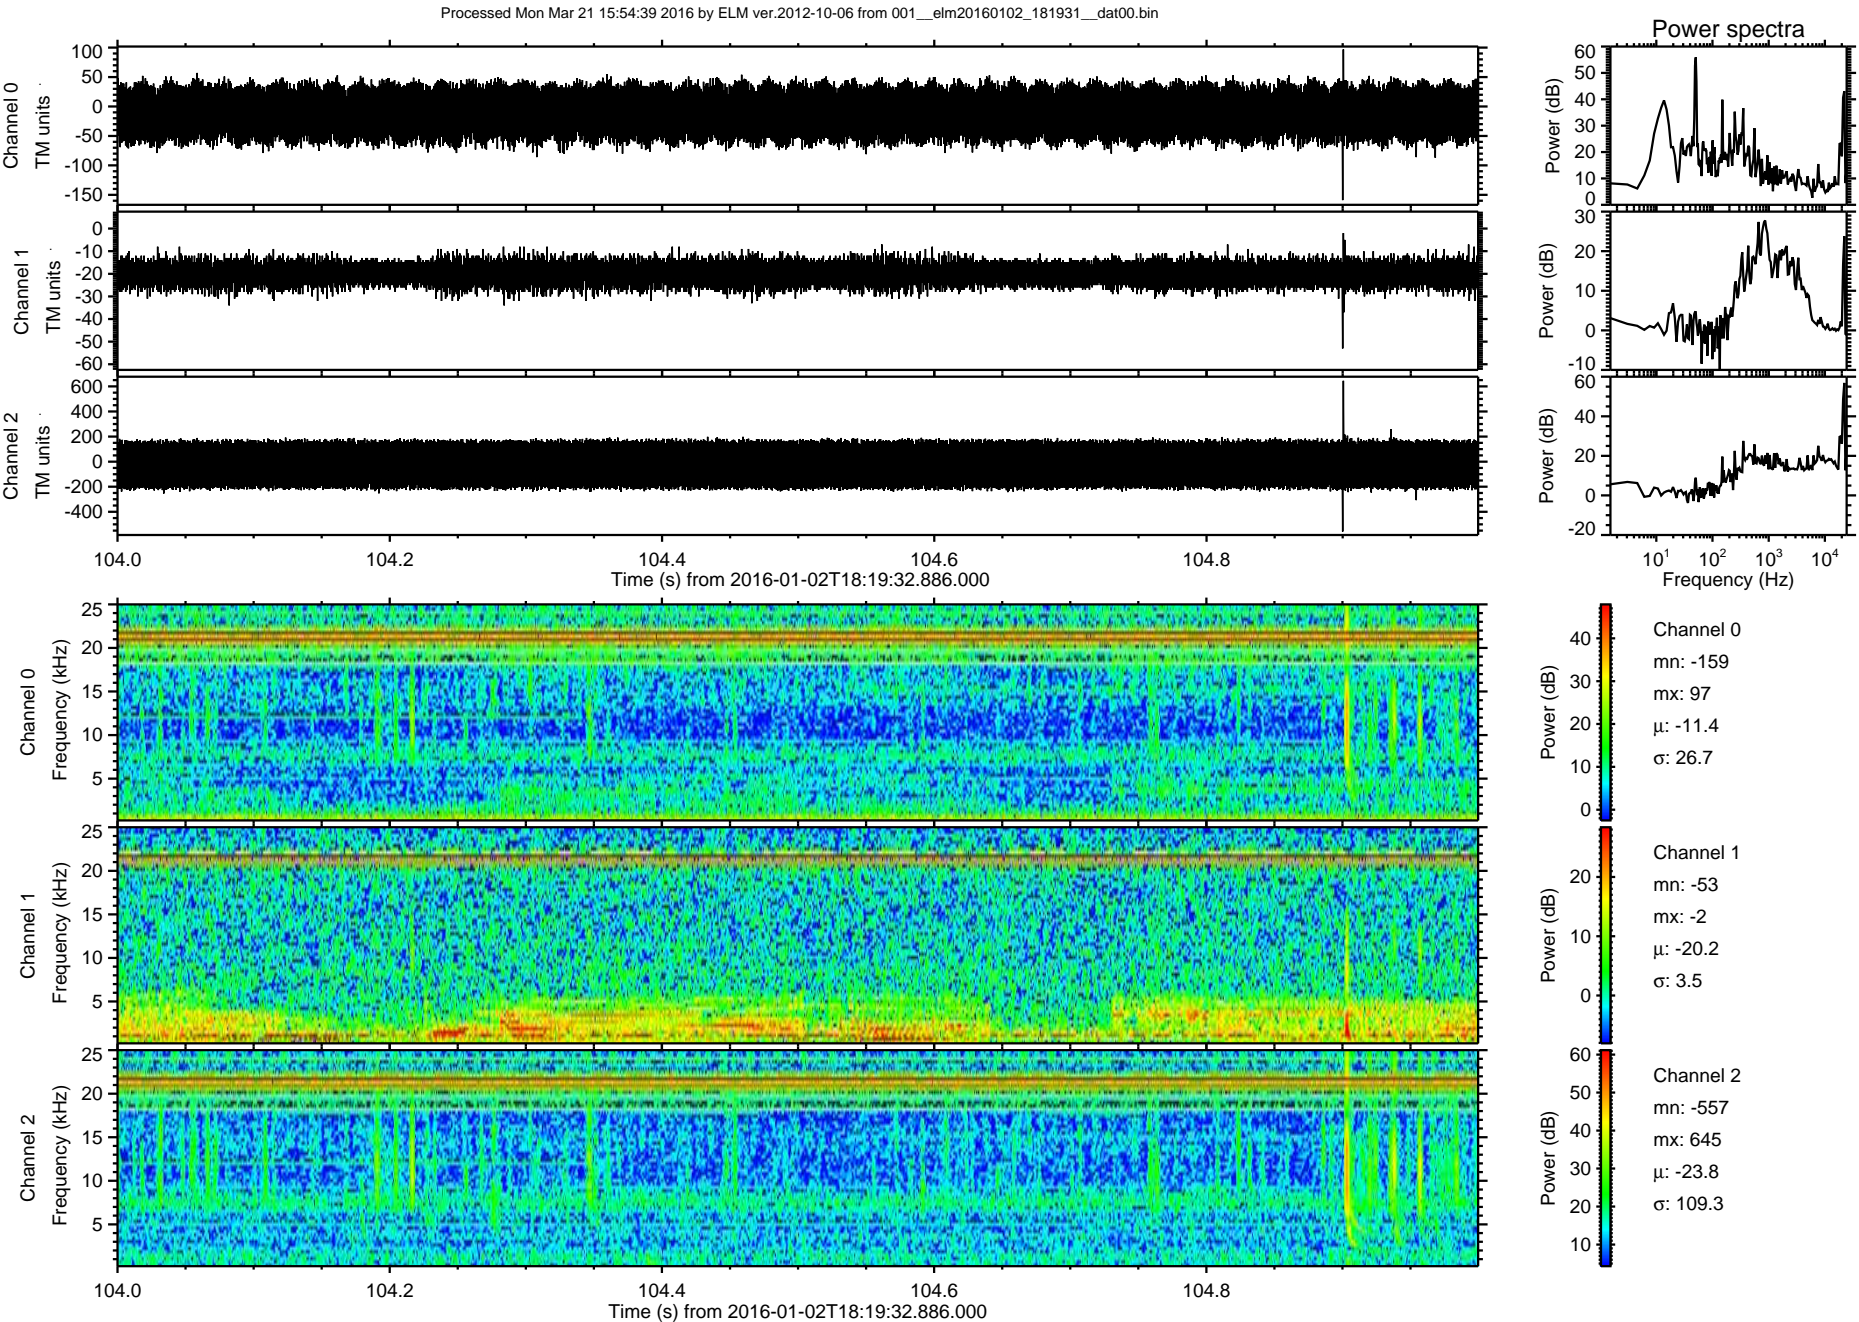 Processed Mon Mar 21 15:54:39 2016 by ELM ver.2012-10-06 from 001__elm20160102_181931__dat00.bin
Power spectra
Channel 0
TM units
100
50
0
-50
-100
-150
Power (dB)
60
50
40
30
20
10
0
Channel 1
TM units
0
-10
-20
-30
-40
-50
-60
Power (dB)
30
20
10
0
-10
Channel 2
TM units
600
400
200
0
-200
-400
Power (dB)
60
40
20
0
-20
104.0 104.2 104.4 104.6 104.8
Time (s) from 2016-01-02T18:19:32.886.000
10¹ 10² 10³ 10⁴
Frequency (Hz)
Channel 0
Frequency (kHz)
25
20
15
10
5
Power (dB)
40
30
20
10
0
Channel 0
mn: -159
mx: 97
μ: -11.4
σ: 26.7
Channel 1
Frequency (kHz)
25
20
15
10
5
Power (dB)
20
10
0
Channel 1
mn: -53
mx: -2
μ: -20.2
σ: 3.5
Channel 2
Frequency (kHz)
25
20
15
10
5
Power (dB)
60
50
40
30
20
10
Channel 2
mn: -557
mx: 645
μ: -23.8
σ: 109.3
104.0 104.2 104.4 104.6 104.8
Time (s) from 2016-01-02T18:19:32.886.000